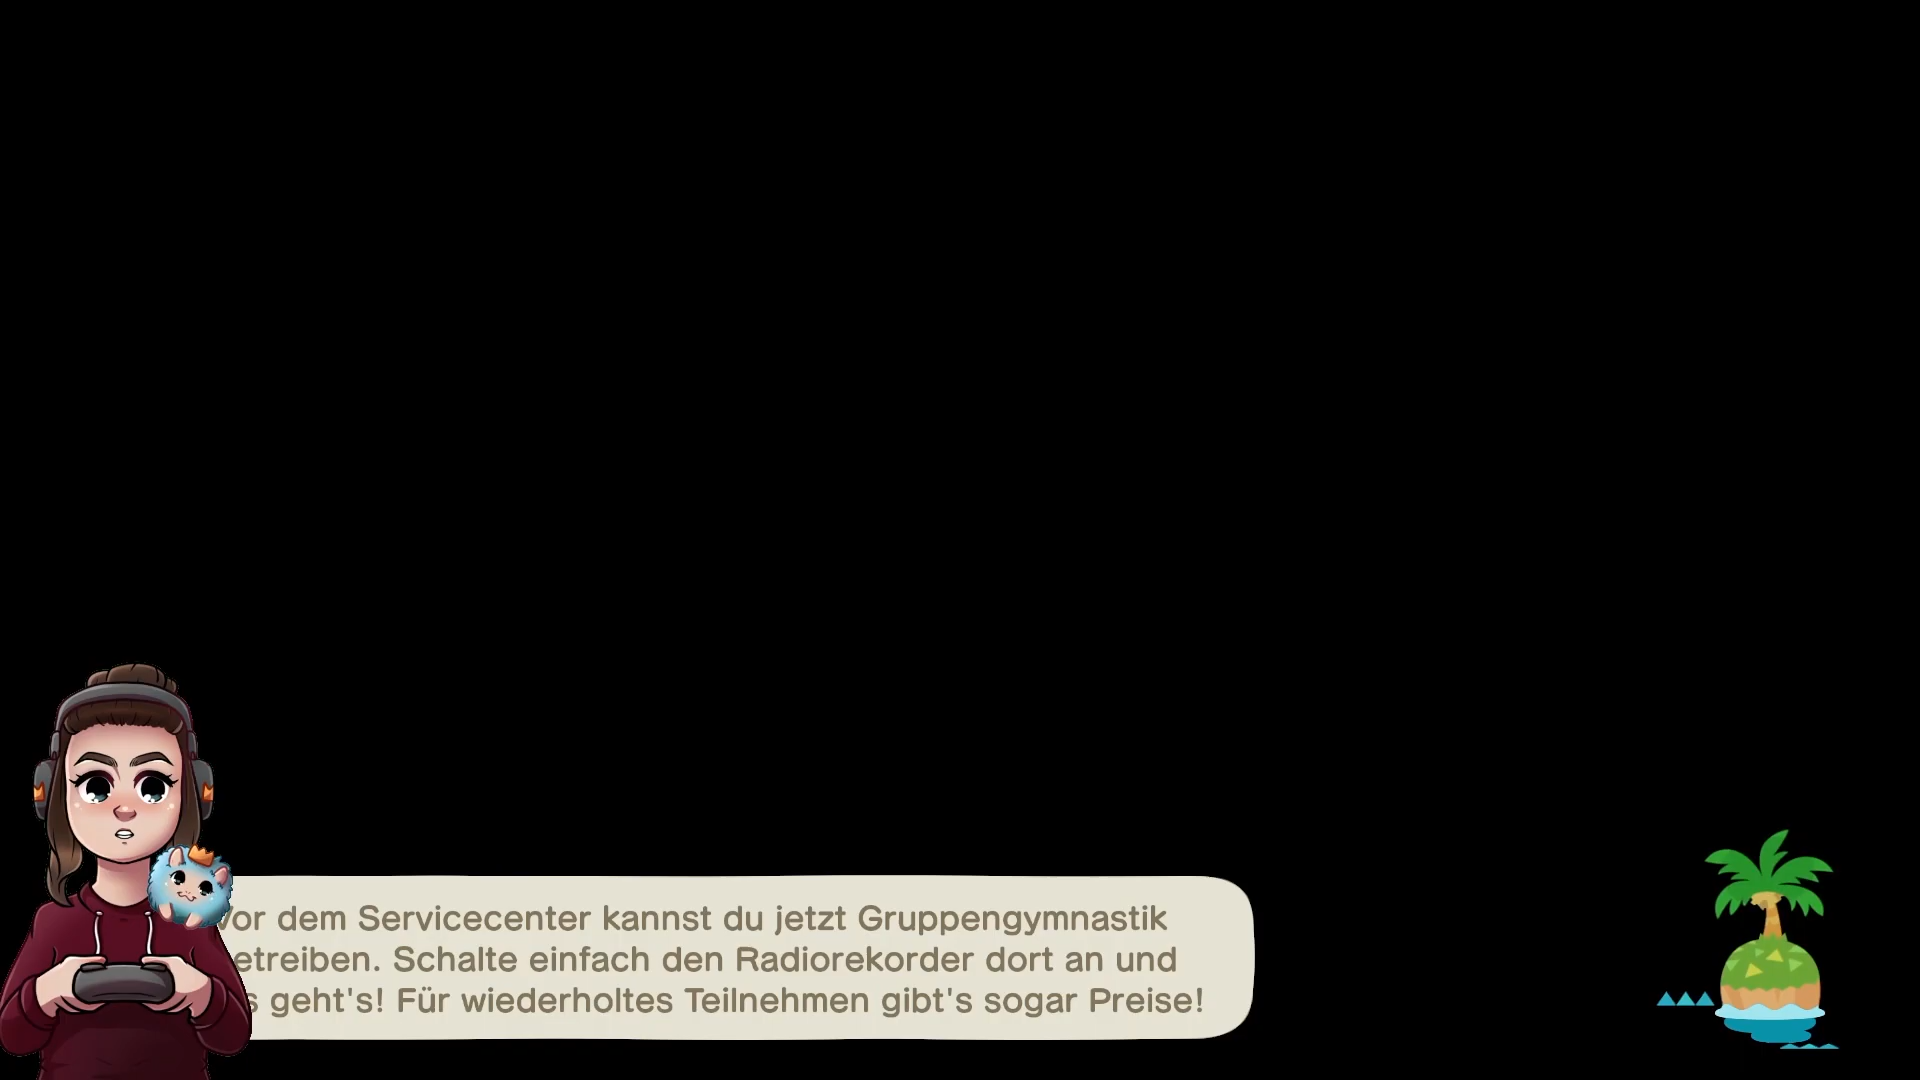 Vor dem Servicecenter kannst du jetzt Gruppengymnastik
etreiben. Schalte einfach den Radiorekorder dort an und
s geht's! Für wiederholtes Teilnehmen gibt's sogar Preise!